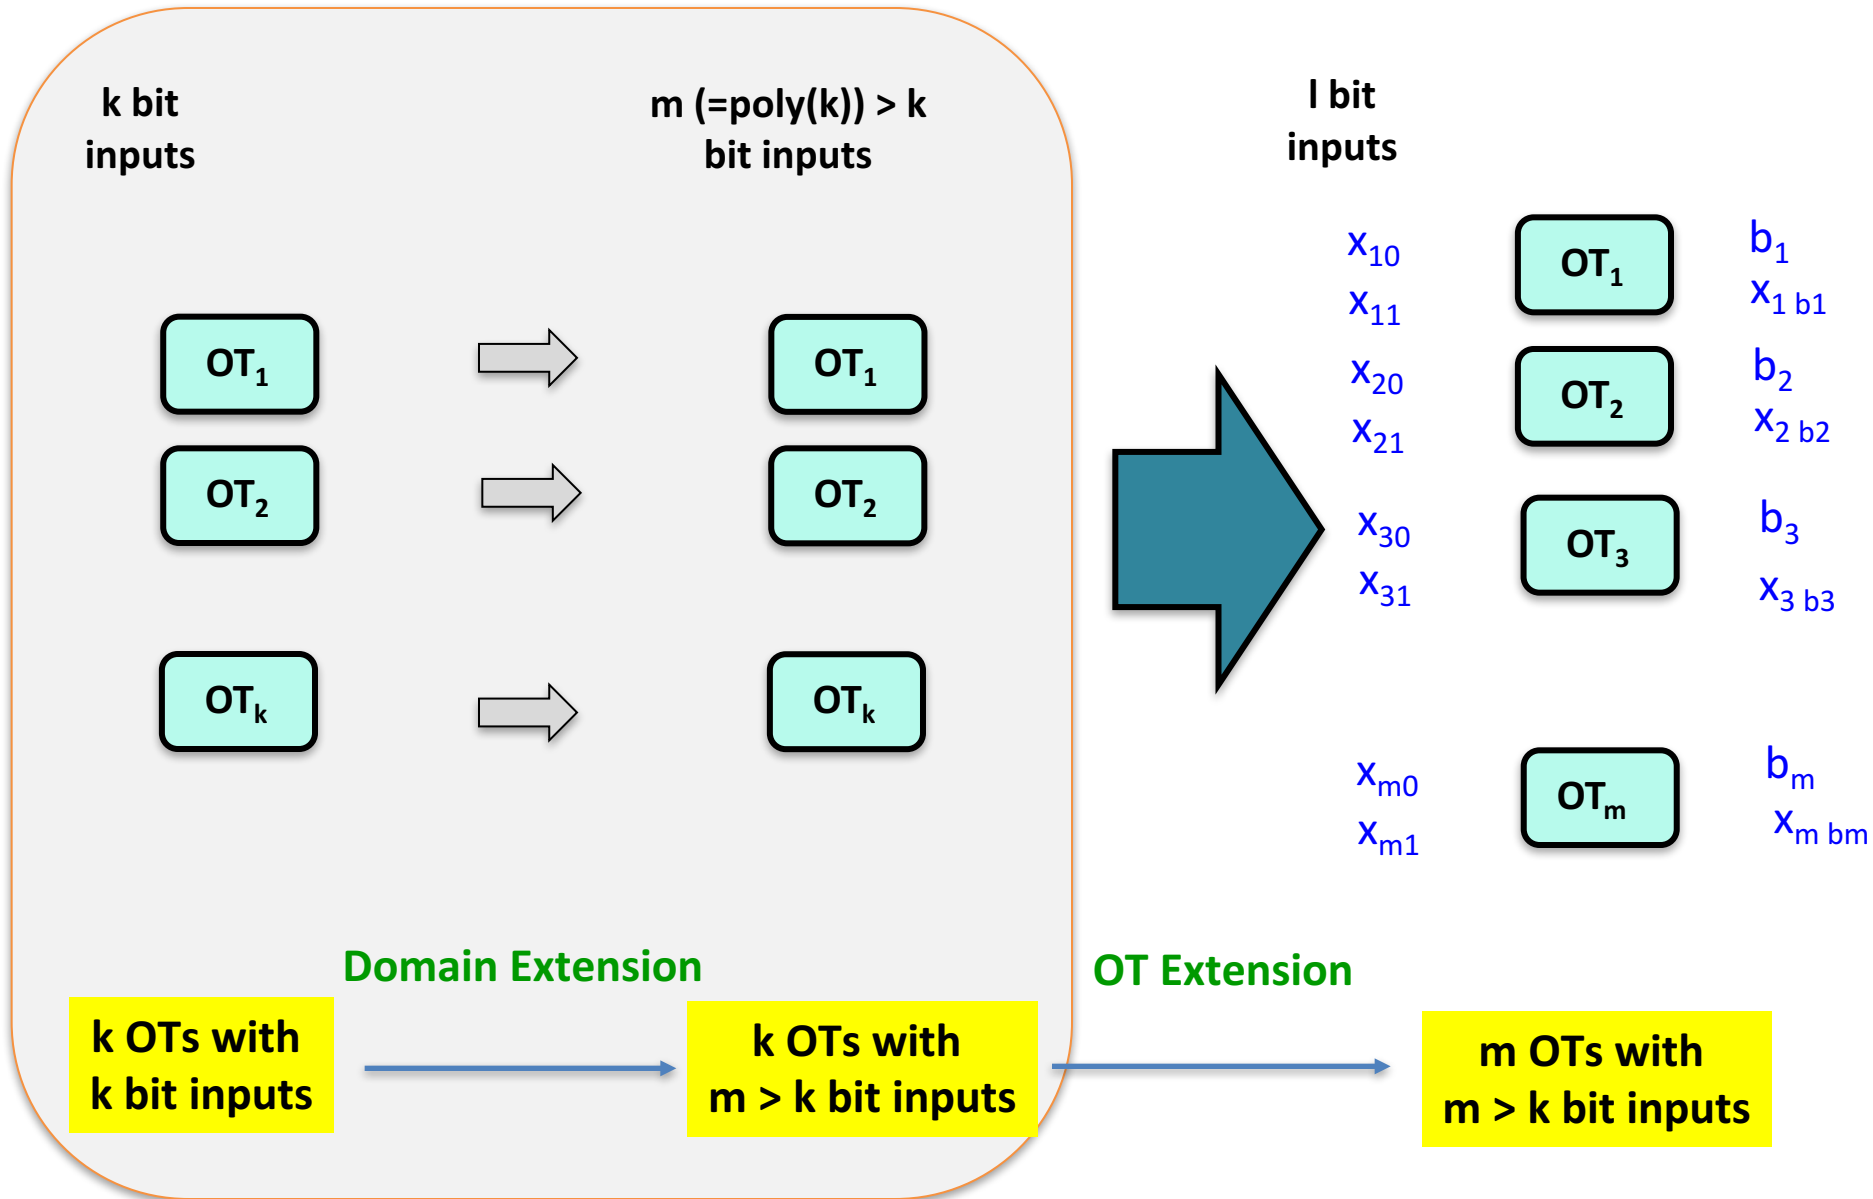 k bit
inputs
m (=poly(k)) > k
bit inputs
l bit
inputs
OT1
OT2
OTk
OT1
OT2
OTk
x10
x11
OT1
b1
x1 b1
x20
x21
OT2
b2
x2 b2
x30
x31
OT3
b3
x3 b3
xm0
xm1
OTm
bm
xm bm
Domain Extension
OT Extension
k OTs with
k bit inputs
k OTs with
m > k bit inputs
m OTs with
m > k bit inputs